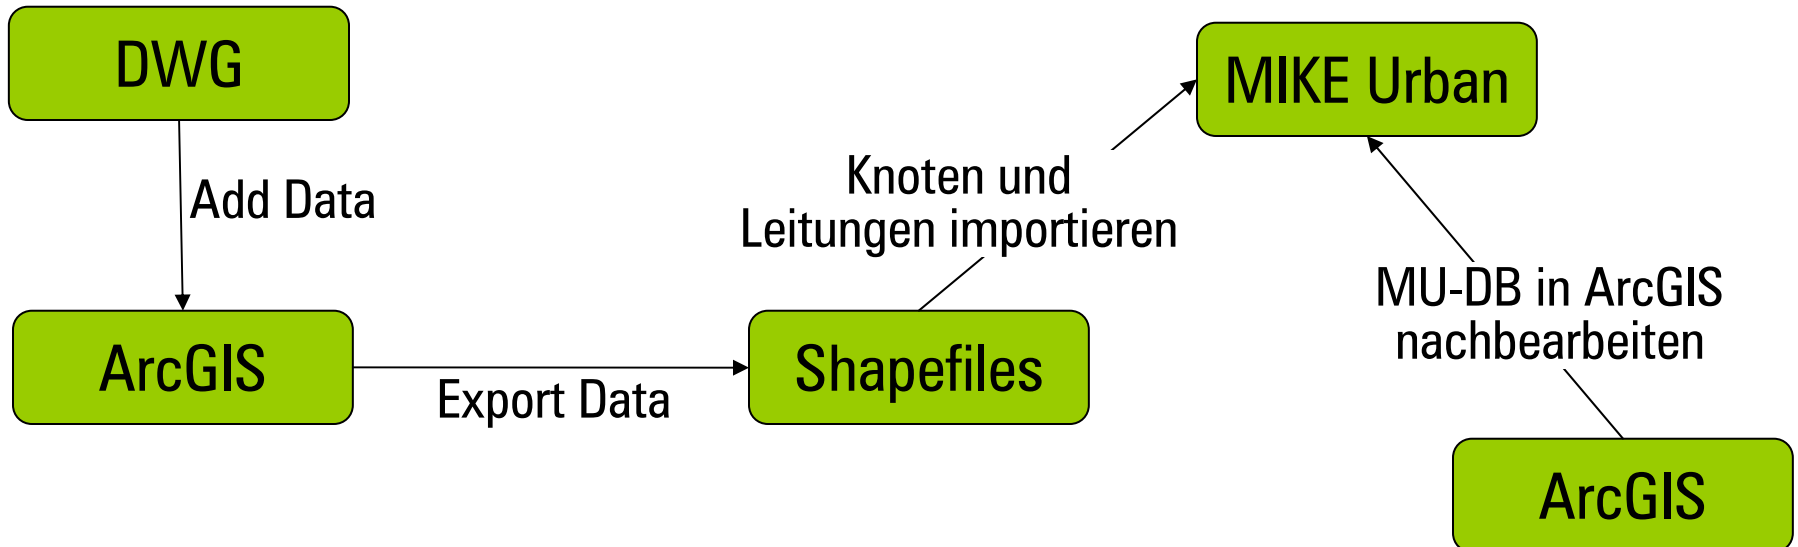 DWG
MIKE Urban
Add Data
Knoten und
Leitungen importieren
MU-DB in ArcGIS
nachbearbeiten
ArcGIS
Export Data
Shapefiles
ArcGIS